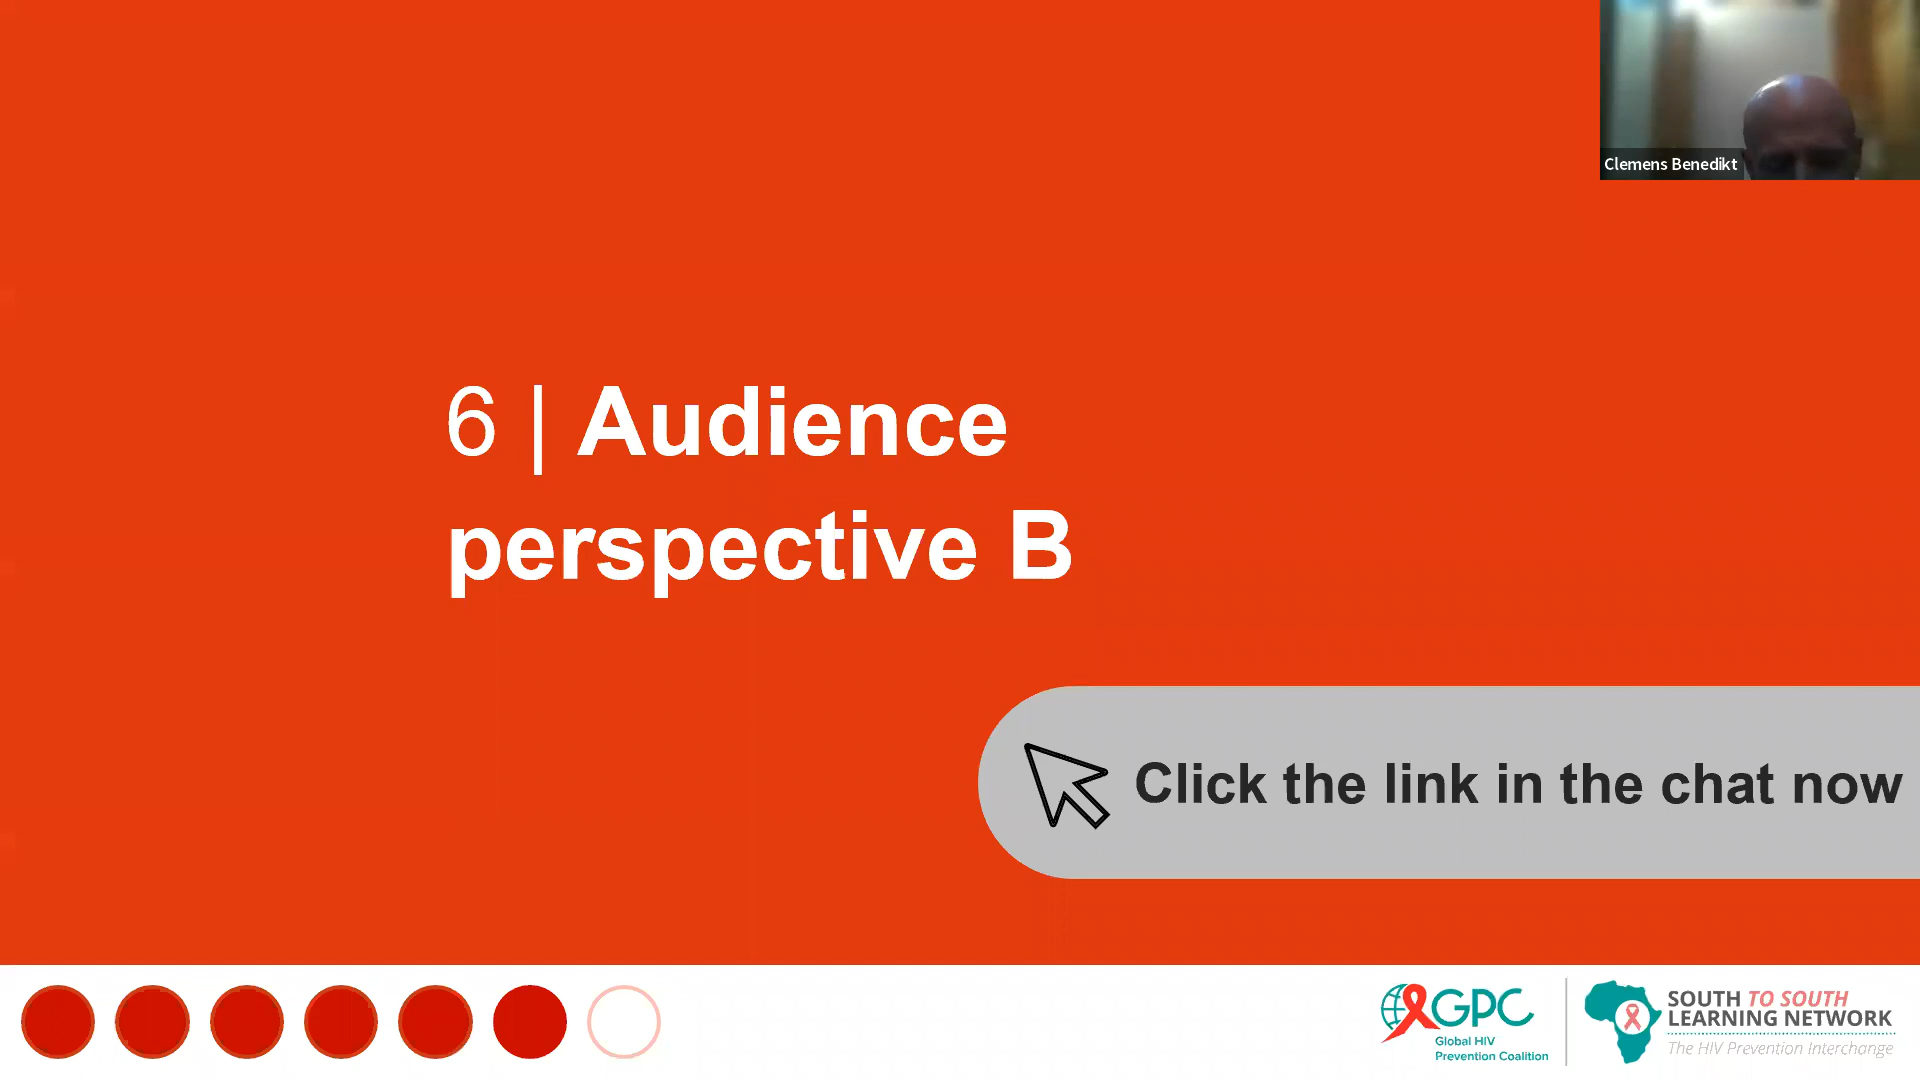 Clemens Benedikt
6 | Audience
perspective B
Click the link in the chat now
GPC
Global HIV
Prevention Coalition
SOUTH TO SOUTH
LEARNING NETWORK
The HIV Prevention Interchange